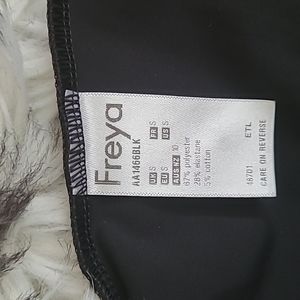 Freya
AA1466BLK
UK S FR S
EU S US S
AUS NZ 10
67% polyester
28% elastane
5% cotton
46701 ETL
CARE ON REVERSE